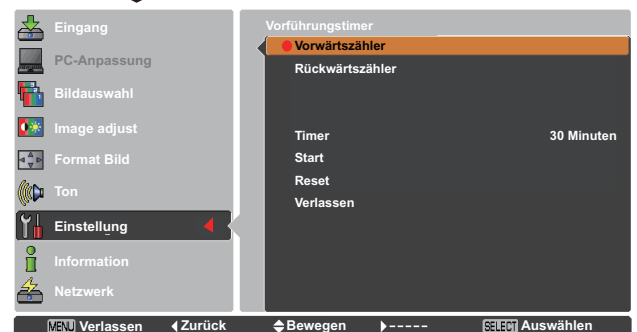 Eingang
PC-Anpassung
Bildauswahl
Image adjust
Format Bild
Ton
Einstellung
Information
Netzwerk
Vorführungstimer
Vorwärtszähler
Rückwärtszähler
Timer 30 Minuten
Start
Reset
Verlassen
MENU Verlassen Zurück Bewegen ----- SELECT Auswählen